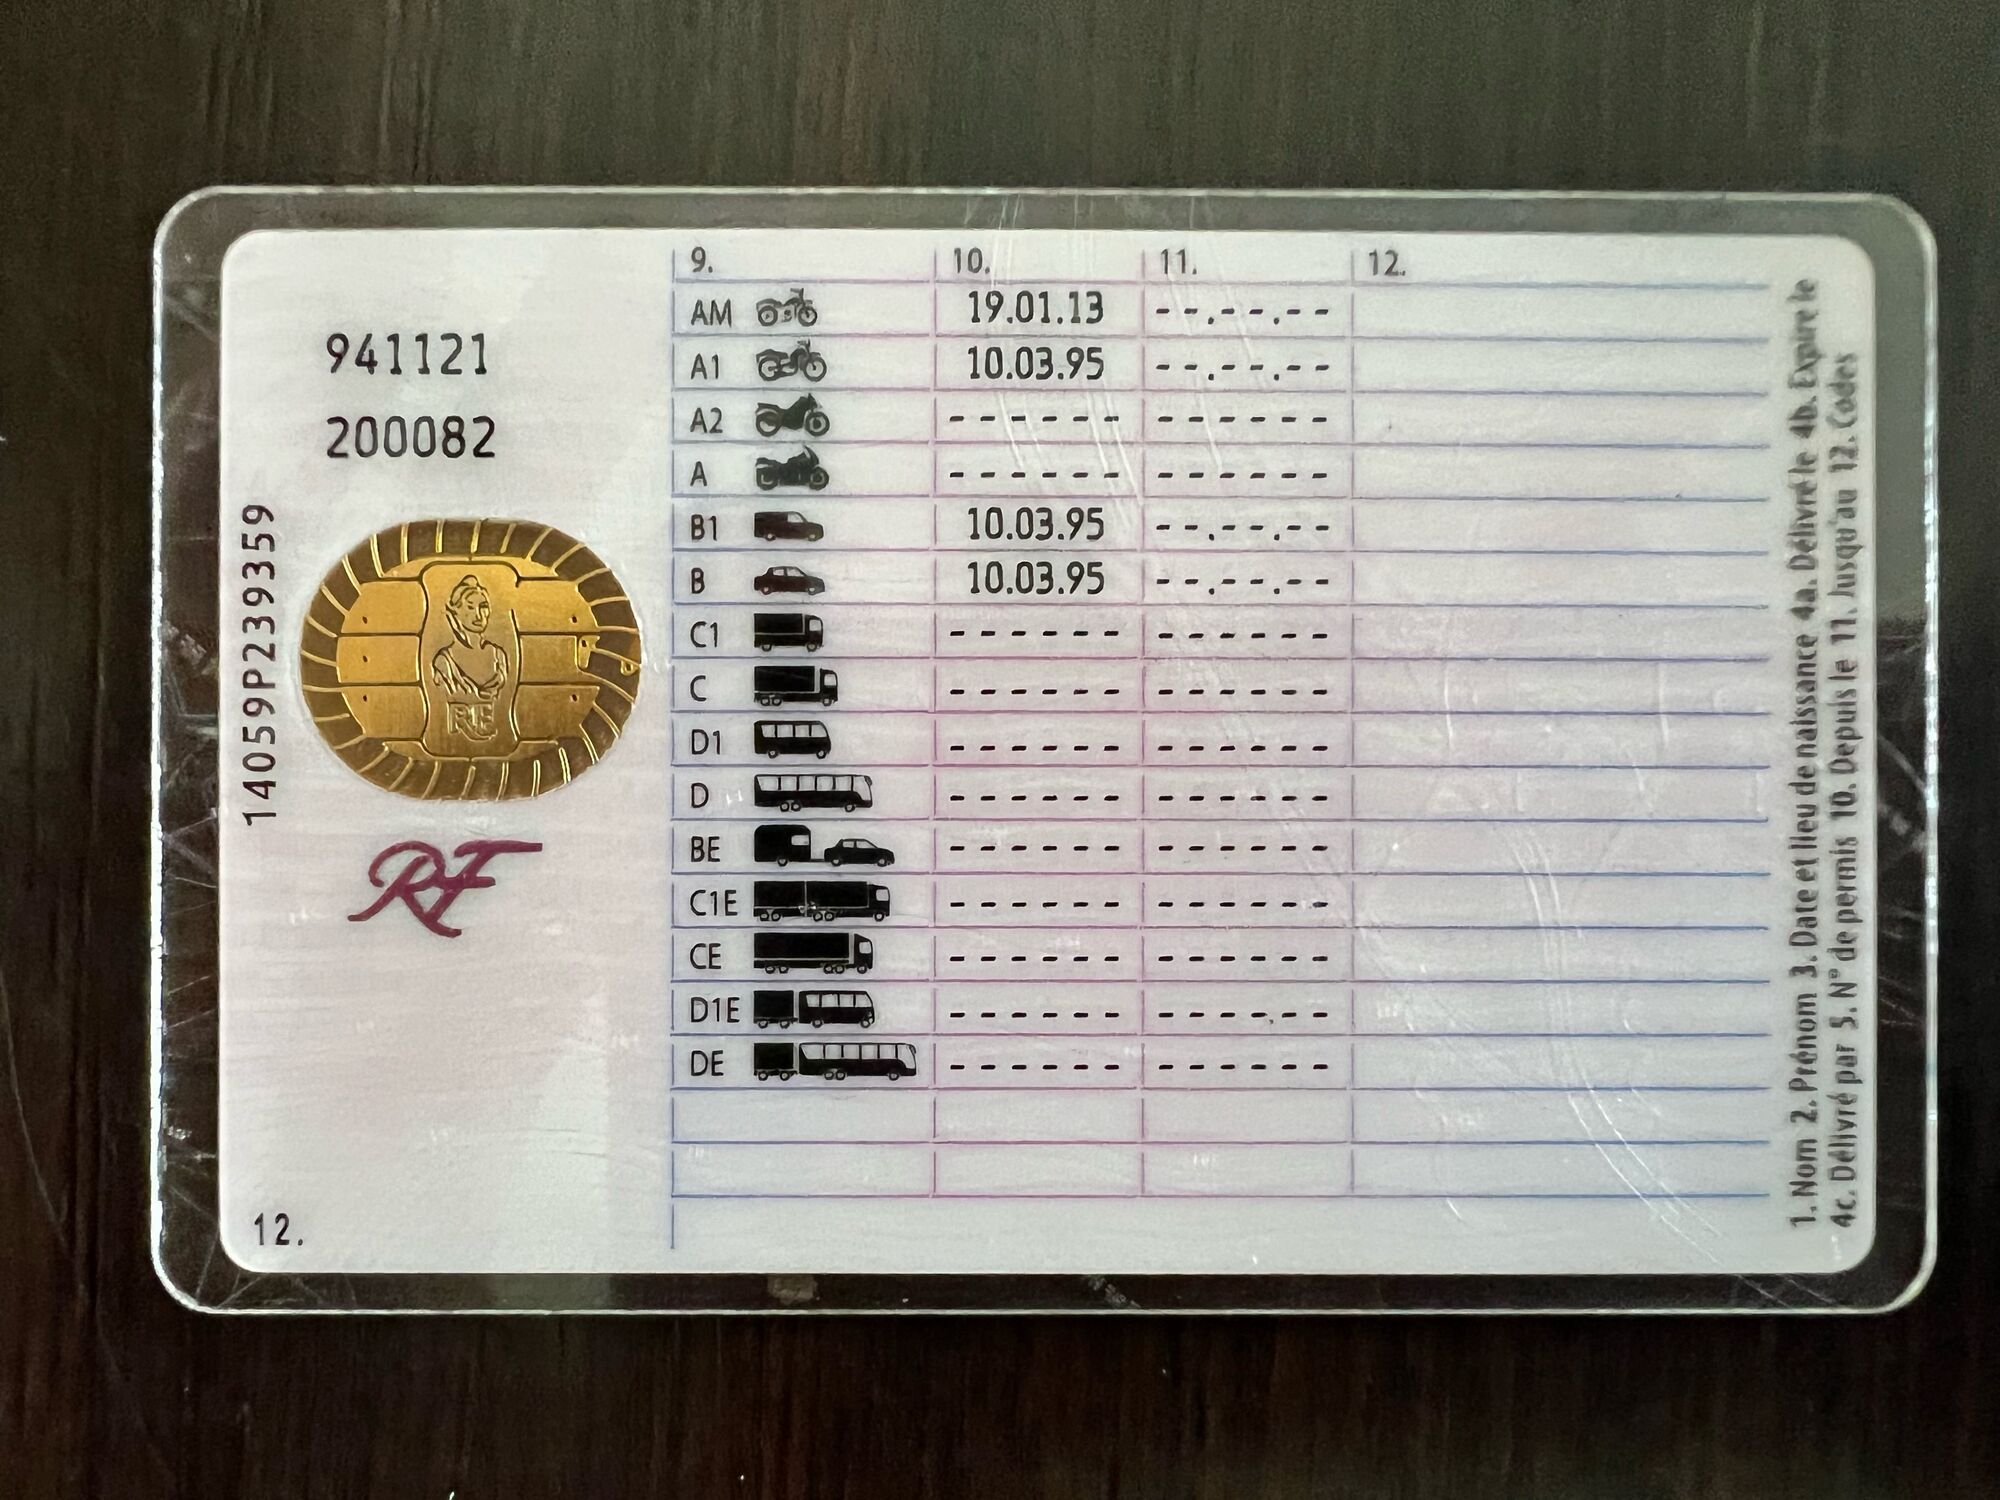 941121
200082
1409P239359
RF
RF
12.
9. 10. 11. 12.
AM 19.01.13 --.--.--
A1 10.03.95 --.--.--
A2 ------ ------
A ------ ------
B1 10.03.95 --.--.--
B 10.03.95 --.--.--
C1 ------ ------
C ------ ------
D1 ------ ------
D ------ ------
BE ------ ------
C1E ------ ------
CE ------ ------
D1E ------ ------
DE ------ ------
1. Nom 2. Prénom 3. Date et lieu de naissance 4a. Délivré le 4b. Expire le
4c. Délivré par 5. N° de permis 10. Depuis le 11. Jusqu'au 12. Codes